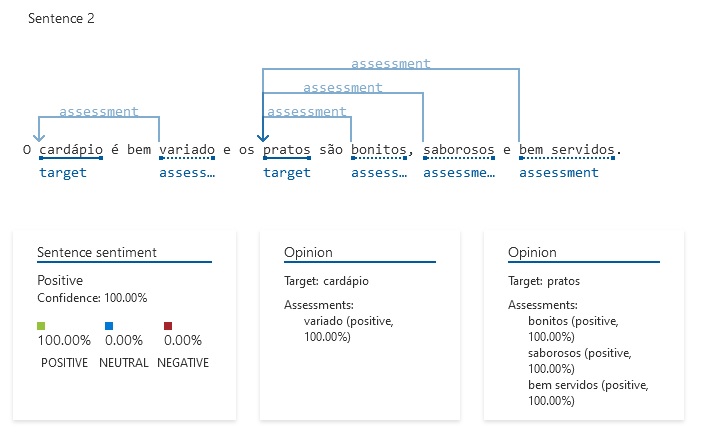 Sentence 2
assessment
assessment
assessment assessment
O cardápio é bem variado e os pratos são bonitos, saborosos e bem servidos.
target assess… target assess… assessme… assessment
Sentence sentiment
Positive
Confidence: 100.00%
100.00% 0.00% 0.00%
POSITIVE NEUTRAL NEGATIVE
Opinion
Target: cardápio
Assessments:
variado (positive,
100.00%)
Opinion
Target: pratos
Assessments:
bonitos (positive,
100.00%)
saborosos (positive,
100.00%)
bem servidos (positive,
100.00%)